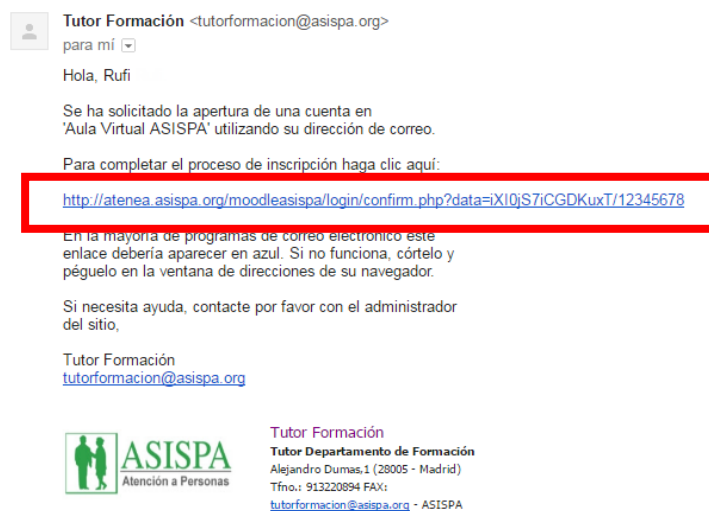 Tutor Formación <tutorformacion@asispa.org>
para mí
Hola, Rufi
Se ha solicitado la apertura de una cuenta en
'Aula Virtual ASISPA' utilizando su dirección de correo.
Para completar el proceso de inscripción haga clic aquí:
http://atenea.asispa.org/moodleasispa/login/confirm.php?data=iXI0jS7iCGDKuxT/12345678
En la mayoría de programas de correo electrónico este
enlace debería aparecer en azul. Si no funciona, córtelo y
péguelo en la ventana de direcciones de su navegador.
Si necesita ayuda, contacte por favor con el administrador
del sitio,
Tutor Formación
tutorformacion@asispa.org
ASISPA
Atención a Personas
Tutor Formación
Tutor Departamento de Formación
Alejandro Dumas,1 (28005 - Madrid)
Tfno.: 913220894 FAX:
tutorformacion@asispa.org - ASISPA